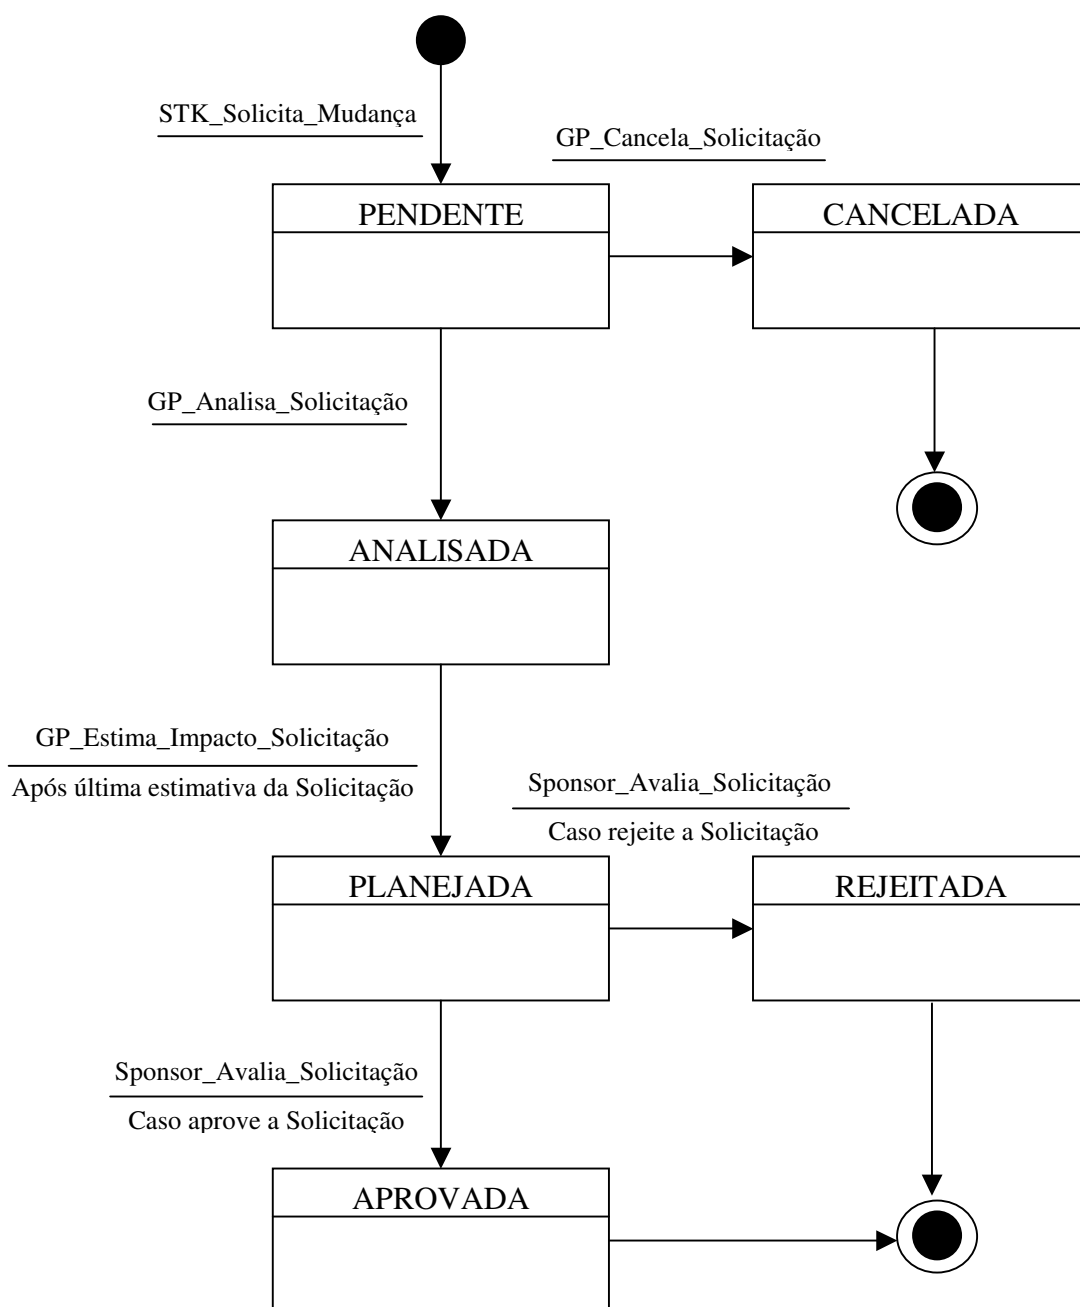 STK_Solicita_Mudança
GP_Cancela_Solicitação
PENDENTE
CANCELADA
GP_Analisa_Solicitação
ANALISADA
GP_Estima_Impacto_Solicitação
Após última estimativa da Solicitação
Sponsor_Avalia_Solicitação
Caso rejeite a Solicitação
PLANEJADA
REJEITADA
Sponsor_Avalia_Solicitação
Caso aprove a Solicitação
APROVADA